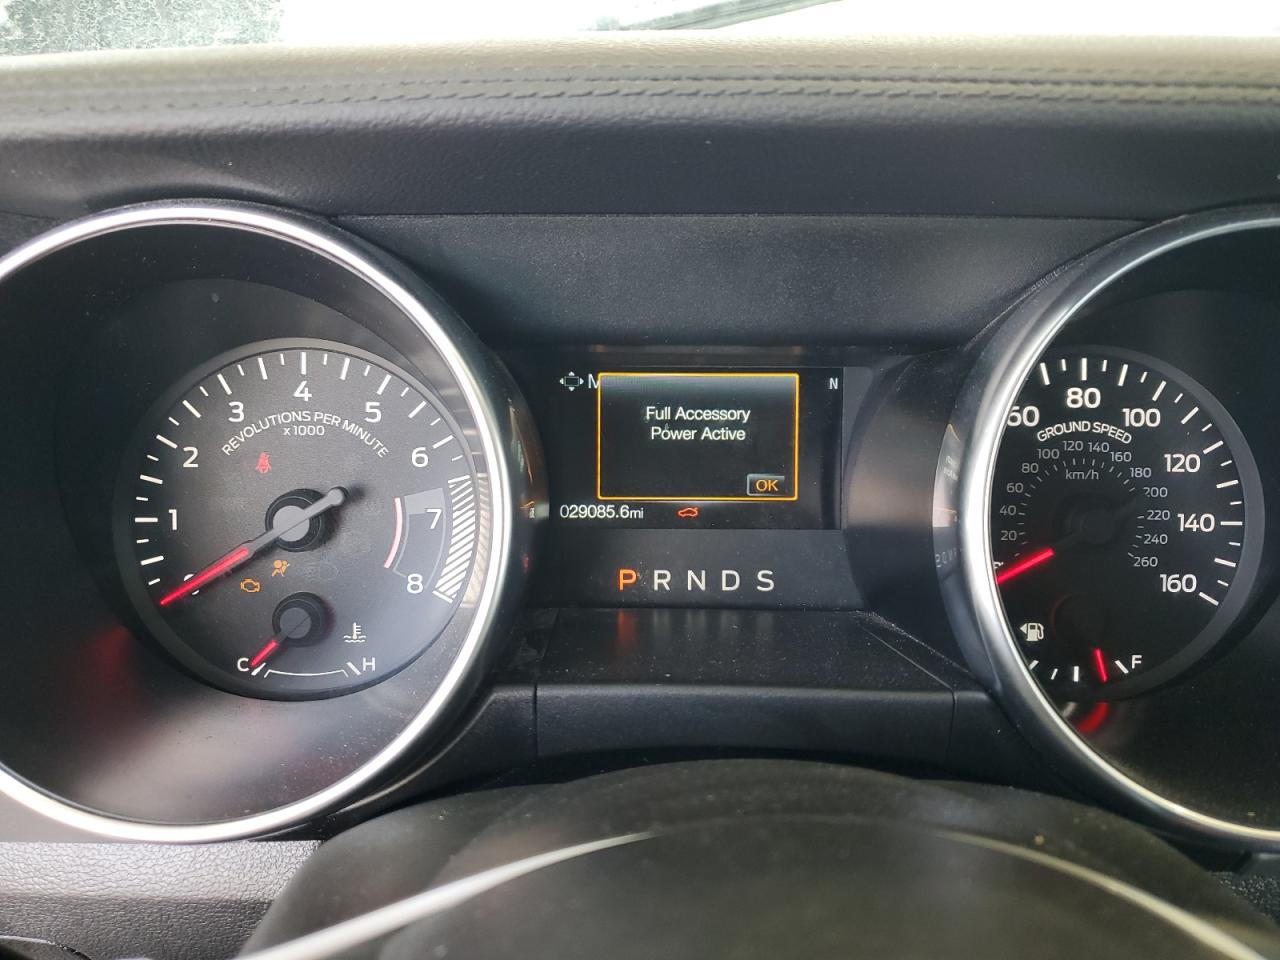 1
2
3
4
5
6
7
8
REVOLUTIONS PER MINUTE
x1000
C
H
N
Full Accessory
Power Active
OK
029085.6mi
P R N D S
60
80
100
120
140
160
GROUND SPEED
20
40
60
80
100
120
140
160
180
200
220
240
260
km/h
F